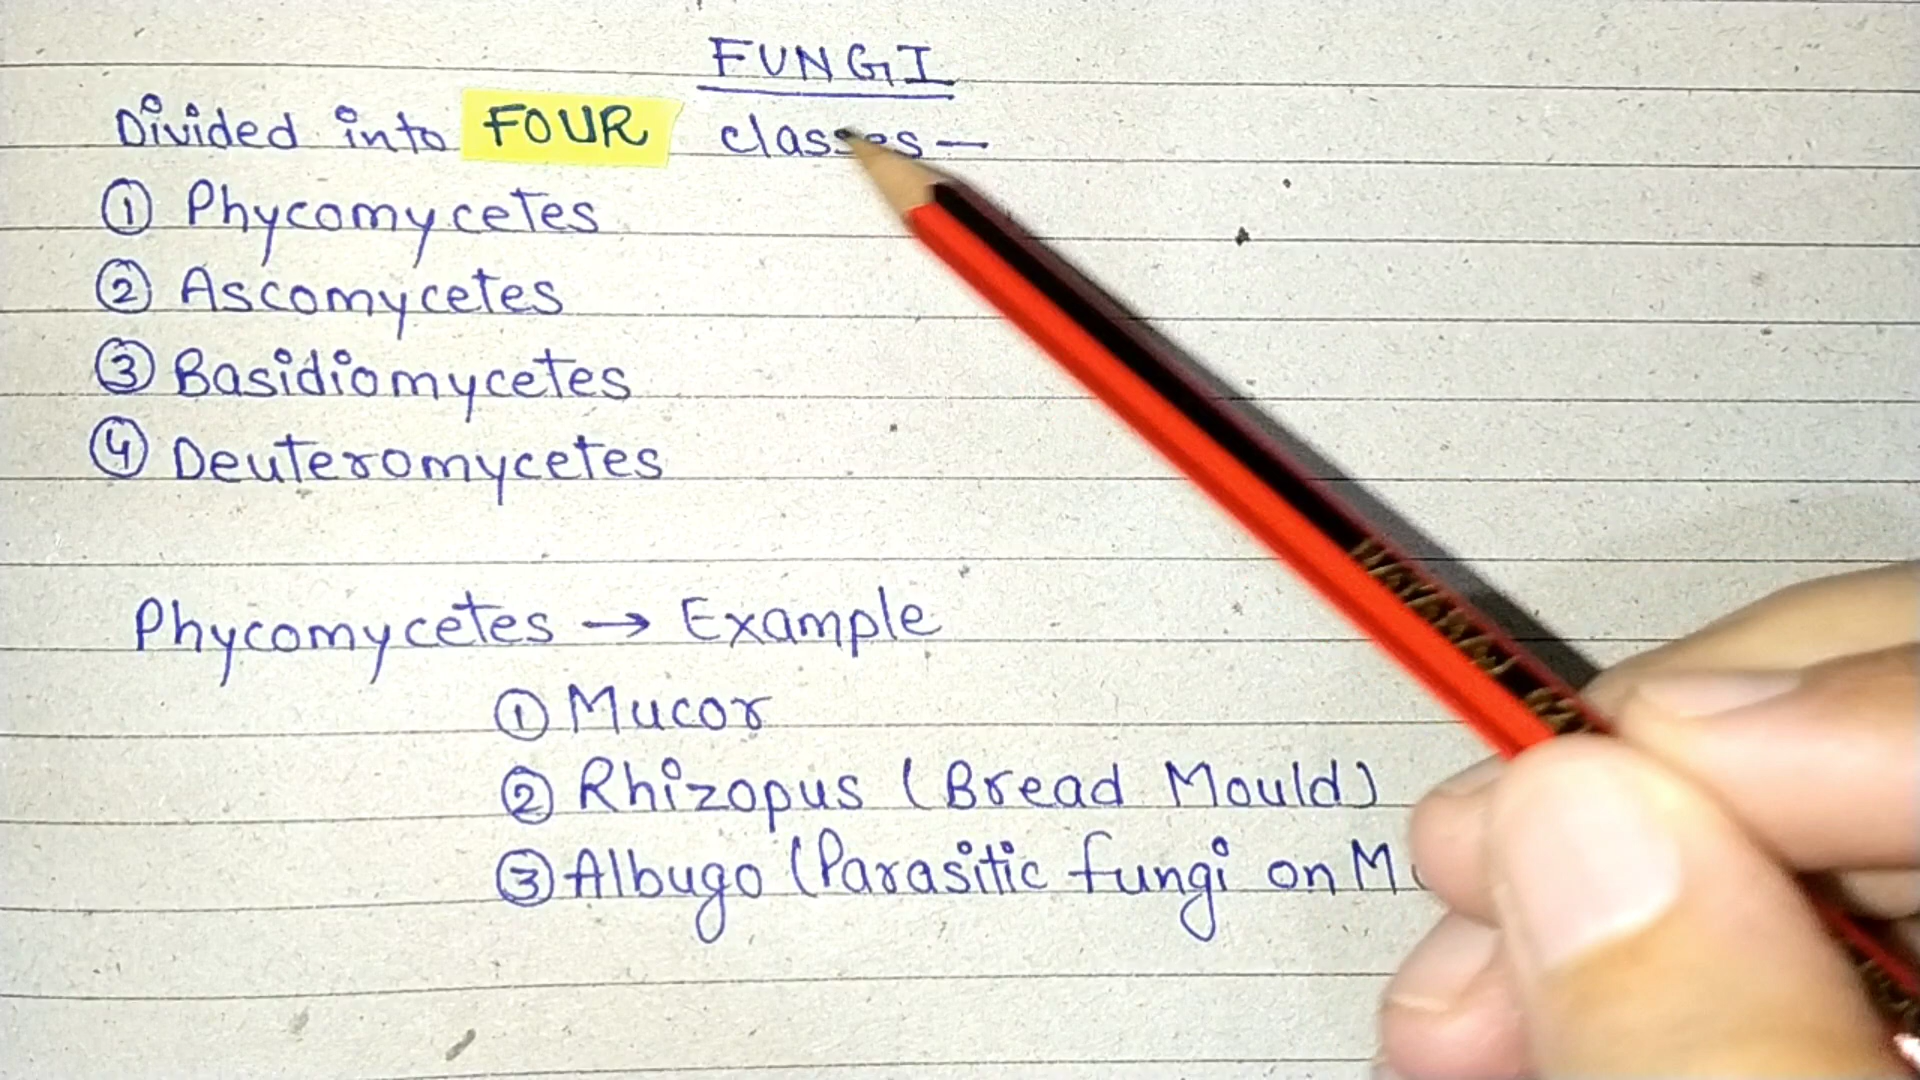 FUNGI
Divided into FOUR classes —
① Phycomycetes
② Ascomycetes
③ Basidiomycetes
④ Deuteromycetes
Phycomycetes → Example
① Mucor
② Rhizopus (Bread Mould)
③ Albugo (Parasitic fungi on